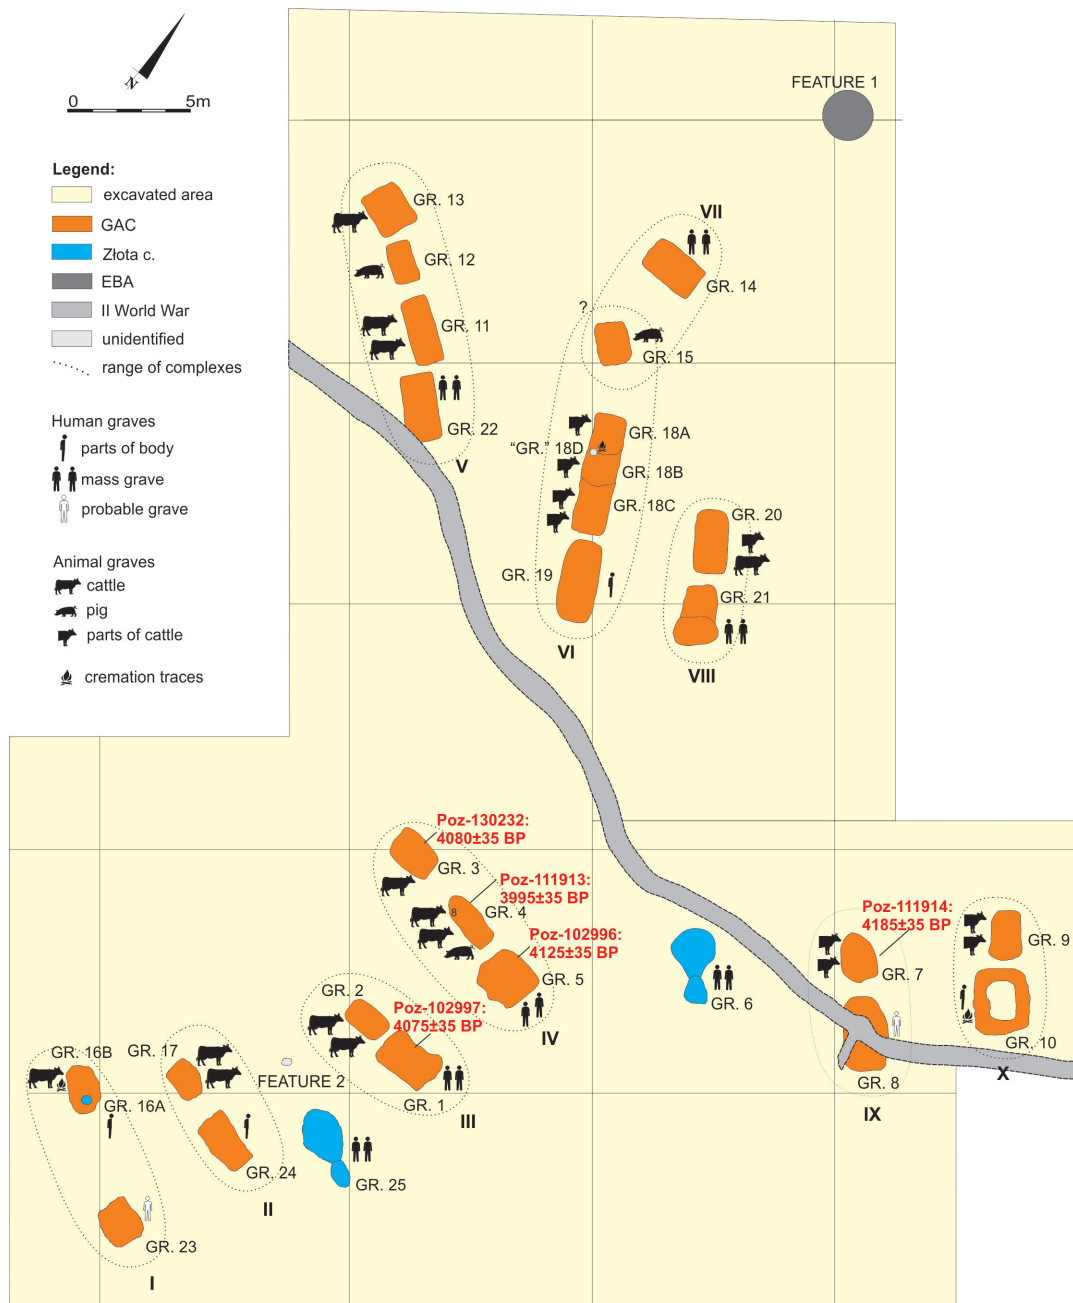 N
0 5m
Legend:
excavated area
GAC
Złota c.
EBA
II World War
unidentified
range of complexes
Human graves
parts of body
mass grave
probable grave
Animal graves
cattle
pig
parts of cattle
cremation traces
FEATURE 1
GR. 13
GR. 12
GR. 11
GR. 22
V
VII
GR. 14
?
GR. 15
GR. 18A
“GR.” 18D
GR. 18B
GR. 18C
GR. 19
VI
GR. 20
GR. 21
VIII
Poz-130232:
4080±35 BP
GR. 3
Poz-111913:
3995±35 BP
8
GR. 4
Poz-102996:
4125±35 BP
GR. 5
IV
GR. 2
Poz-102997:
4075±35 BP
GR. 1
III
GR. 6
Poz-111914:
4185±35 BP
GR. 7
GR. 8
IX
GR. 9
GR. 10
X
GR. 16B
GR. 16A
GR. 23
I
GR. 17
GR. 24
II
FEATURE 2
GR. 25